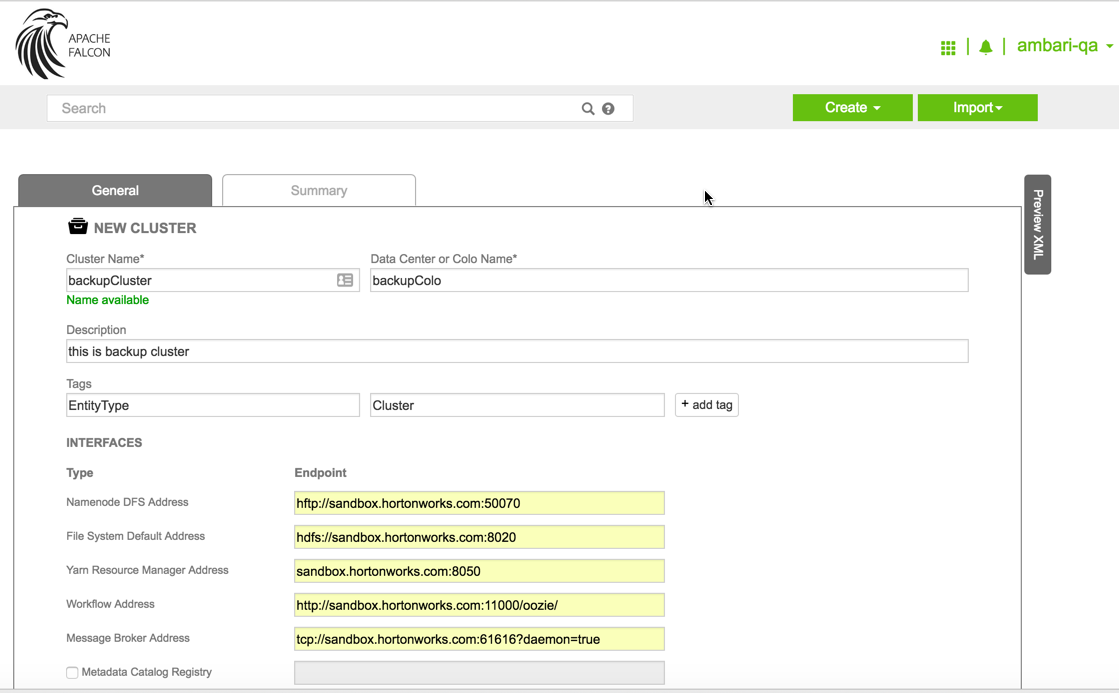 APACHE
FALCON
ambari-qa
Search
Create
Import
General
Summary
Preview XML
NEW CLUSTER
Cluster Name*
Data Center or Colo Name*
backupCluster
backupColo
Name available
Description
this is backup cluster
Tags
EntityType
Cluster
+ add tag
INTERFACES
Type
Endpoint
Namenode DFS Address
hftp://sandbox.hortonworks.com:50070
File System Default Address
hdfs://sandbox.hortonworks.com:8020
Yarn Resource Manager Address
sandbox.hortonworks.com:8050
Workflow Address
http://sandbox.hortonworks.com:11000/oozie/
Message Broker Address
tcp://sandbox.hortonworks.com:61616?daemon=true
Metadata Catalog Registry